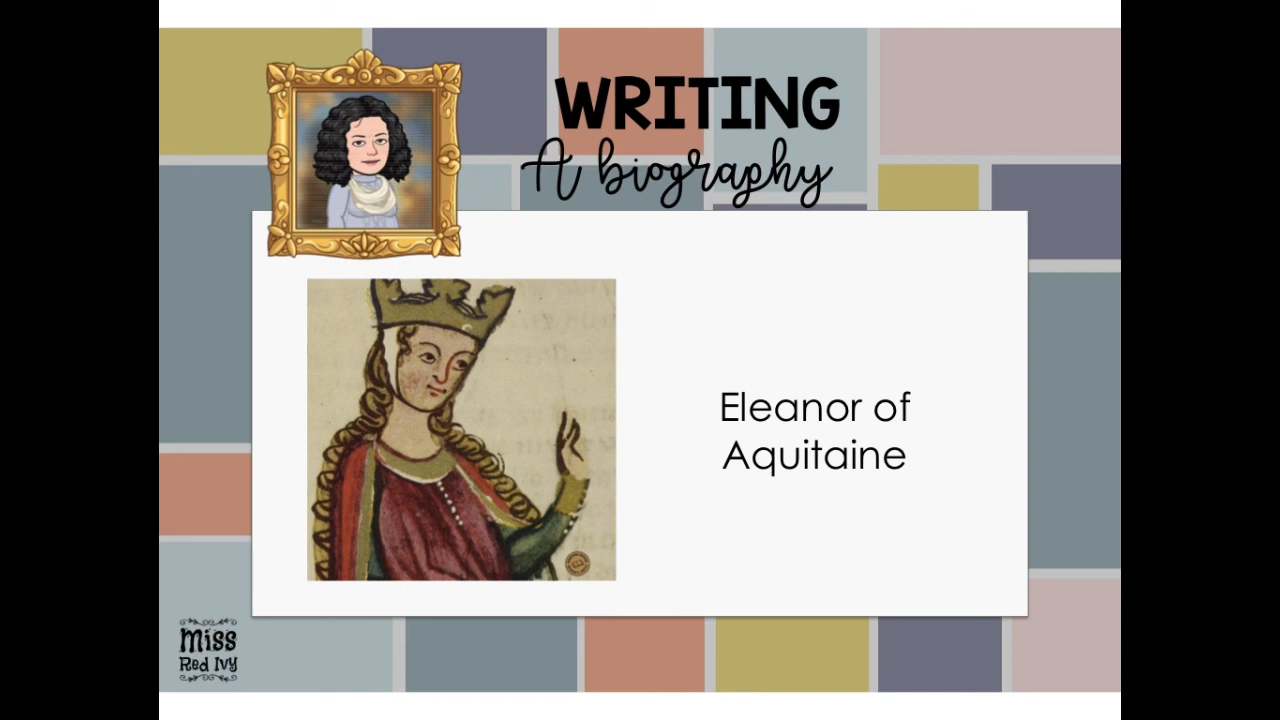 WRITING
A biography
Eleanor of
Aquitaine
Miss
Red Ivy